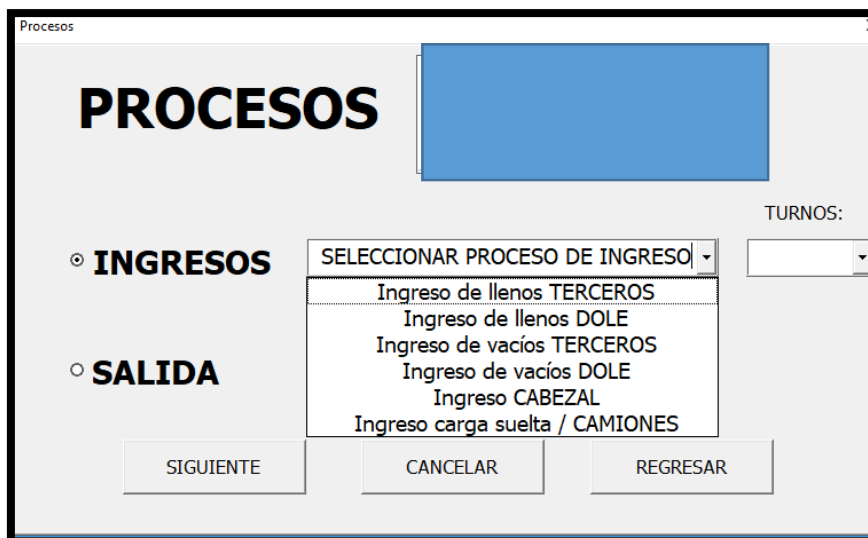 Procesos
PROCESOS
TURNOS:
INGRESOS
SELECCIONAR PROCESO DE INGRESO
Ingreso de llenos TERCEROS
Ingreso de llenos DOLE
Ingreso de vacíos TERCEROS
Ingreso de vacíos DOLE
Ingreso CABEZAL
Ingreso carga suelta / CAMIONES
SALIDA
SIGUIENTE
CANCELAR
REGRESAR